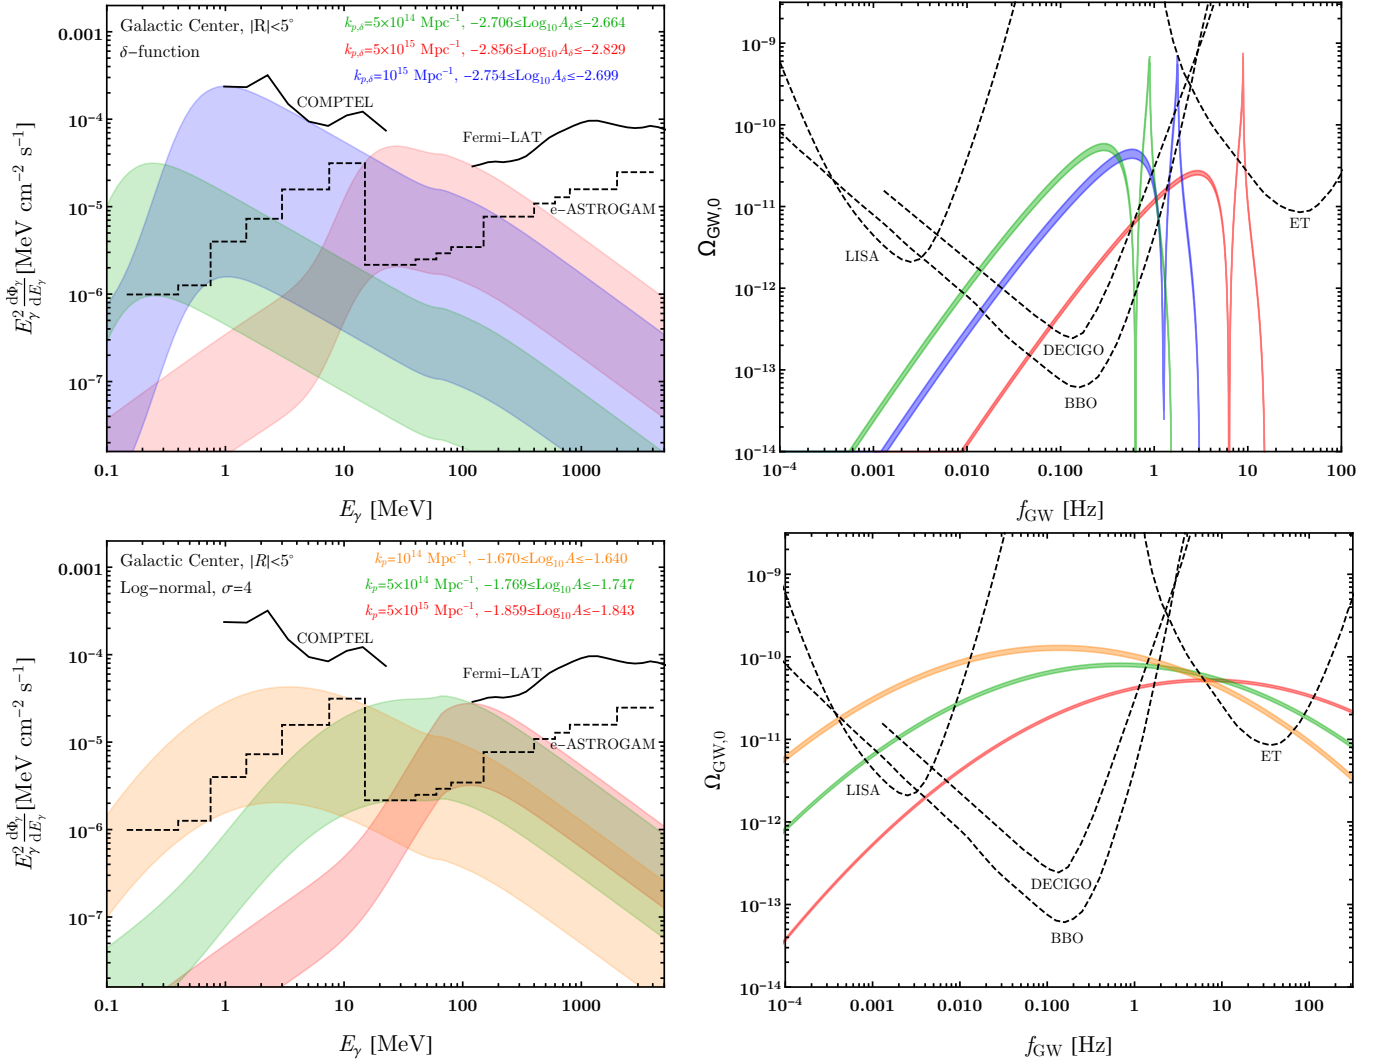 Galactic Center, |R|<5°
δ−function
k_{p,δ}=5×10^{14} Mpc^{−1}, −2.706≤Log_{10}A_δ≤−2.664
k_{p,δ}=5×10^{15} Mpc^{−1}, −2.856≤Log_{10}A_δ≤−2.829
k_{p,δ}=10^{15} Mpc^{−1}, −2.754≤Log_{10}A_δ≤−2.699
COMPTEL
Fermi−LAT
e−ASTROGAM
0.001
10^{−4}
10^{−5}
10^{−6}
10^{−7}
0.1 1 10 100 1000
E_γ [MeV]
E_γ^2 dΦ_γ/dE_γ [MeV cm^{−2} s^{−1}]
10^{−9}
10^{−10}
10^{−11}
10^{−12}
10^{−13}
10^{−14}
Ω_{GW,0}
LISA
DECIGO
BBO
ET
10^{−4} 0.001 0.010 0.100 1 10 100
f_{GW} [Hz]
Galactic Center, |R|<5°
Log−normal, σ=4
k_p=10^{14} Mpc^{−1}, −1.670≤Log_{10}A≤−1.640
k_p=5×10^{14} Mpc^{−1}, −1.769≤Log_{10}A≤−1.747
k_p=5×10^{15} Mpc^{−1}, −1.859≤Log_{10}A≤−1.843
COMPTEL
Fermi−LAT
e−ASTROGAM
0.001
10^{−4}
10^{−5}
10^{−6}
10^{−7}
0.1 1 10 100 1000
E_γ [MeV]
E_γ^2 dΦ_γ/dE_γ [MeV cm^{−2} s^{−1}]
10^{−9}
10^{−10}
10^{−11}
10^{−12}
10^{−13}
10^{−14}
Ω_{GW,0}
LISA
DECIGO
BBO
ET
10^{−4} 0.001 0.010 0.100 1 10 100
f_{GW} [Hz]